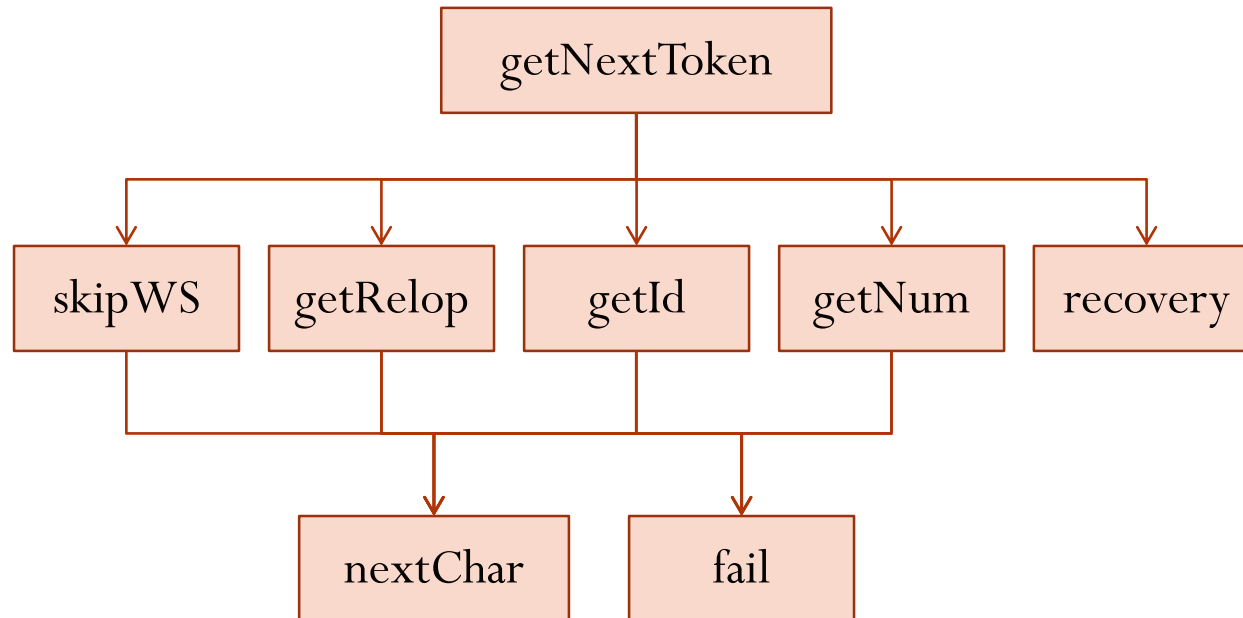 getNextToken
skipWS
getRelop
getId
getNum
recovery
nextChar
fail